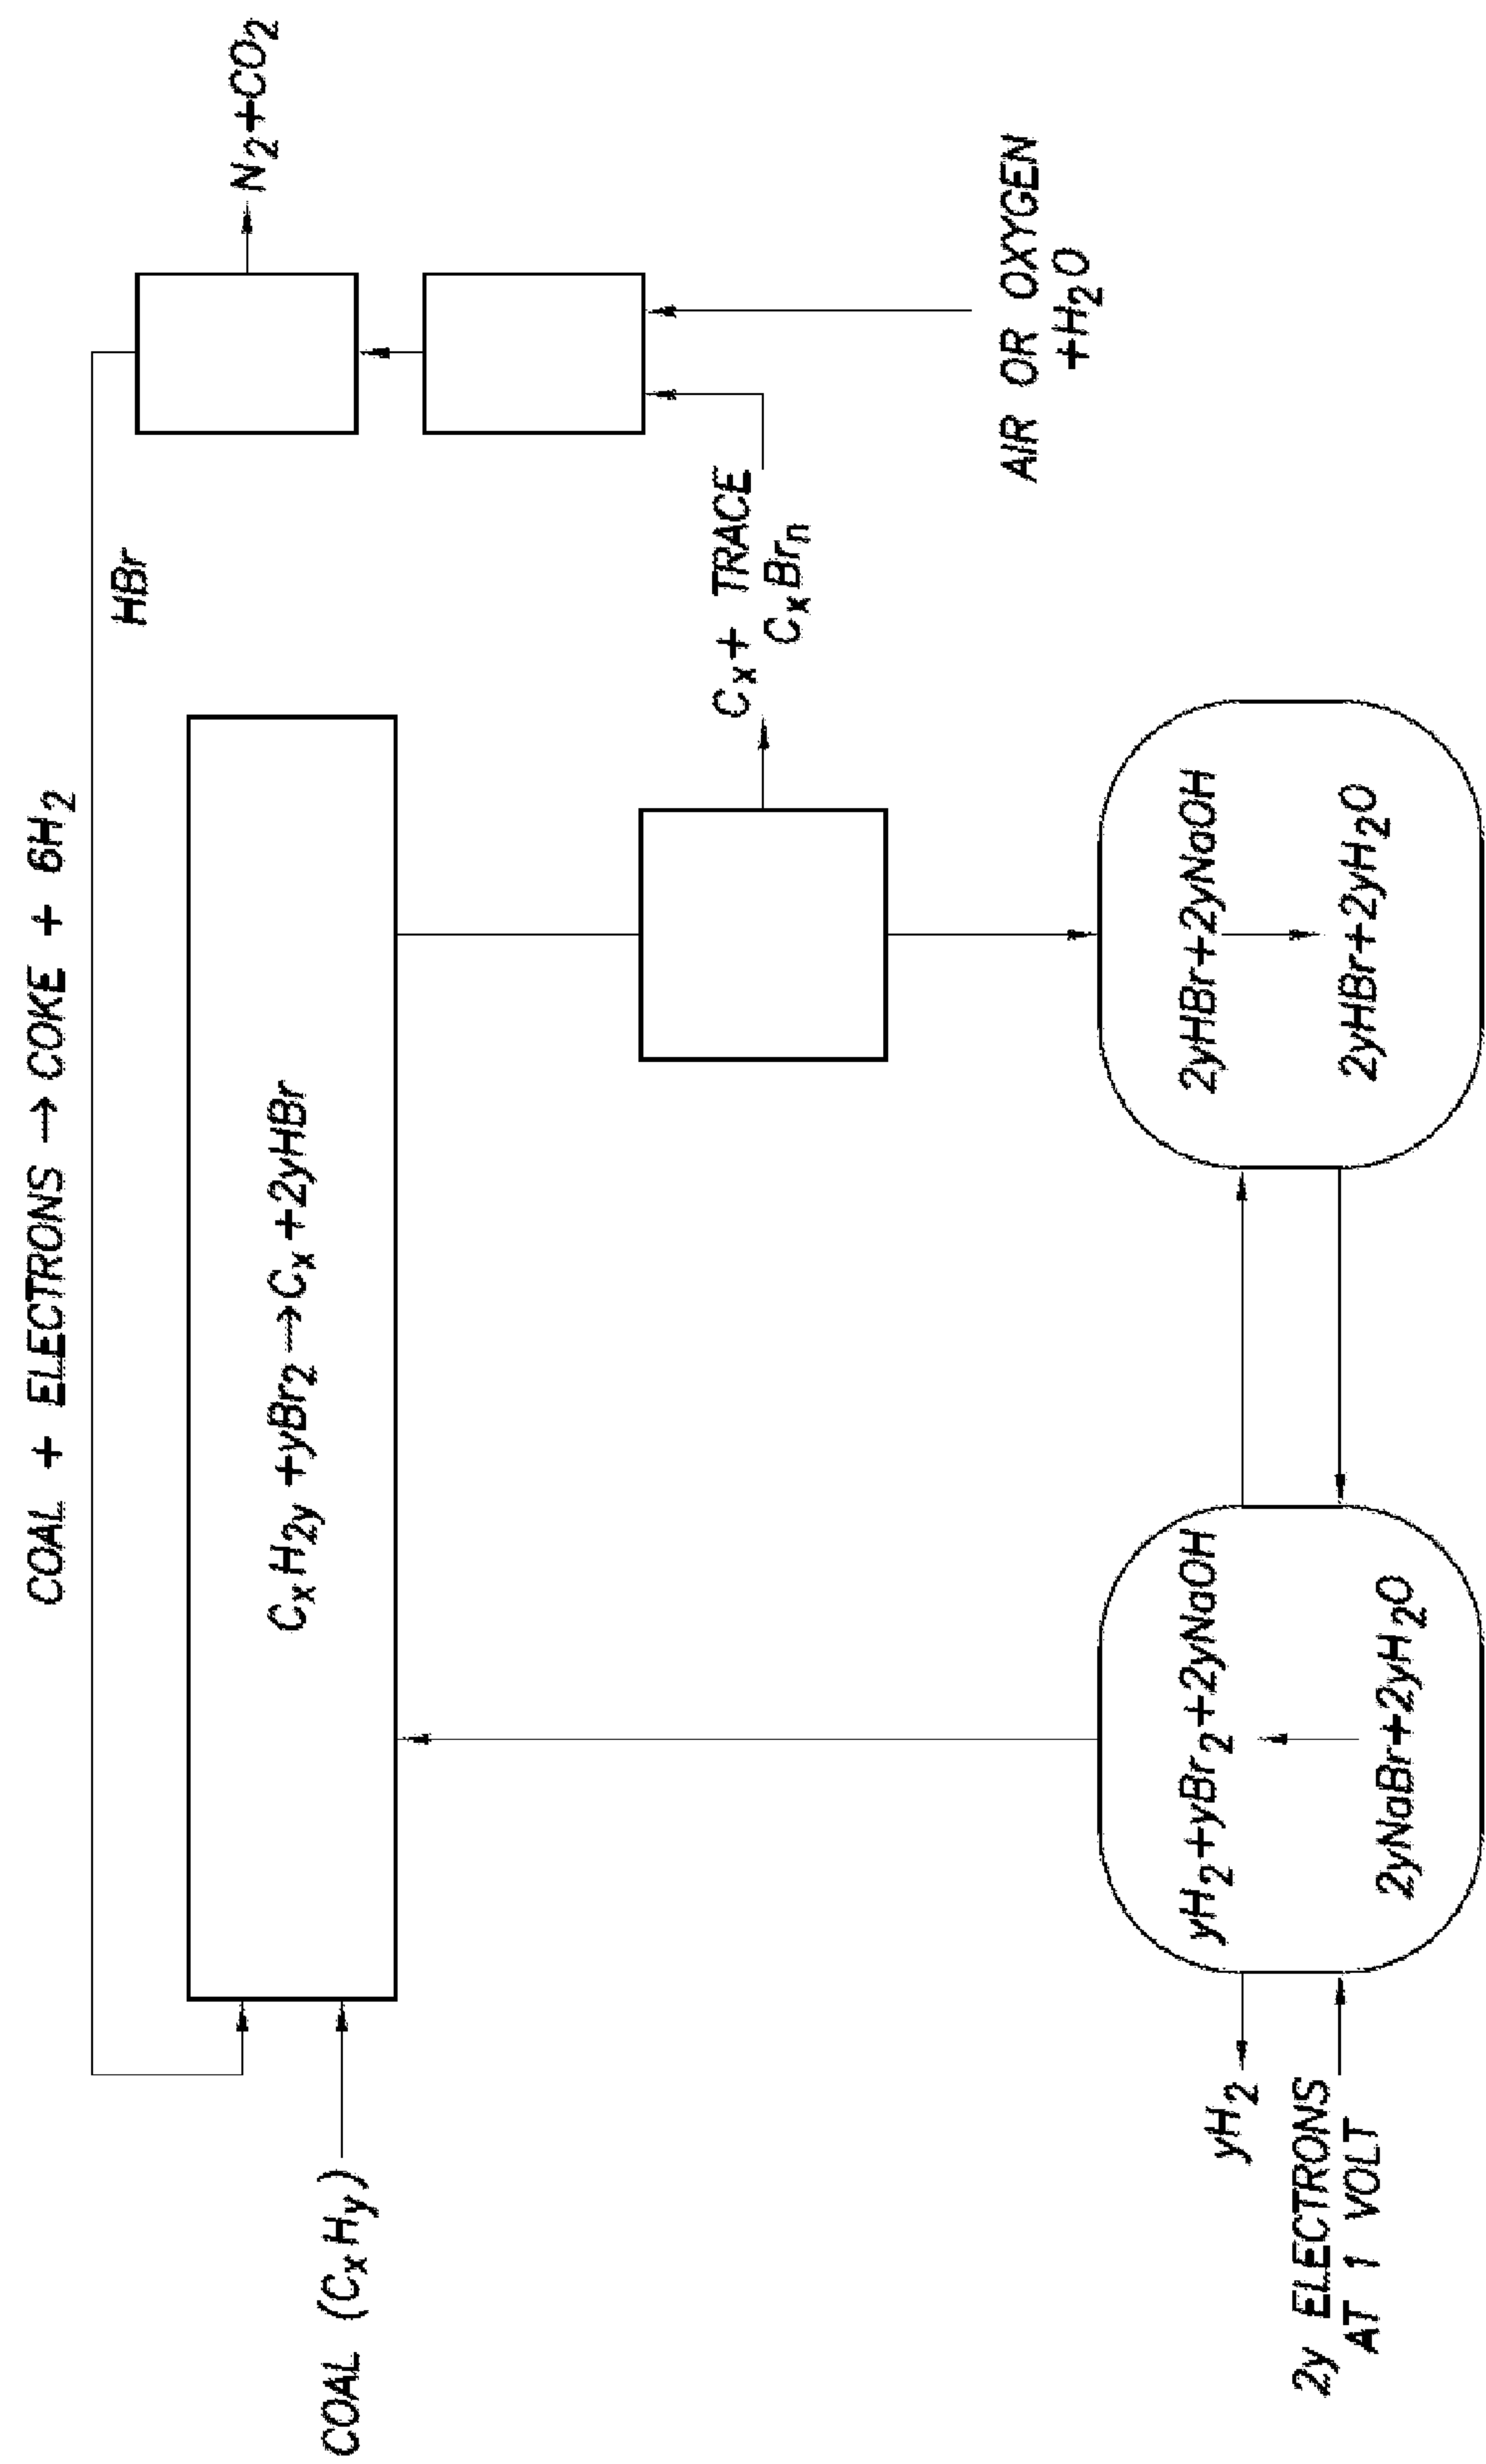 COAL + ELECTRONS → COKE + 6H₂
HBr
N₂+CO₂
CₓH₂y +yBr₂ → Cₓ +2yHBr
COAL (CₓHy)
Cₓ+ TRACE
CₓBrₙ
AIR OR OXYGEN
+H₂O
yH₂
2y ELECTRONS
AT 1 VOLT
yH₂+yBr₂+2yNaOH
2yNaBr+2yH₂O
2yHBr+2yNaOH
2yHBr+2yH₂O